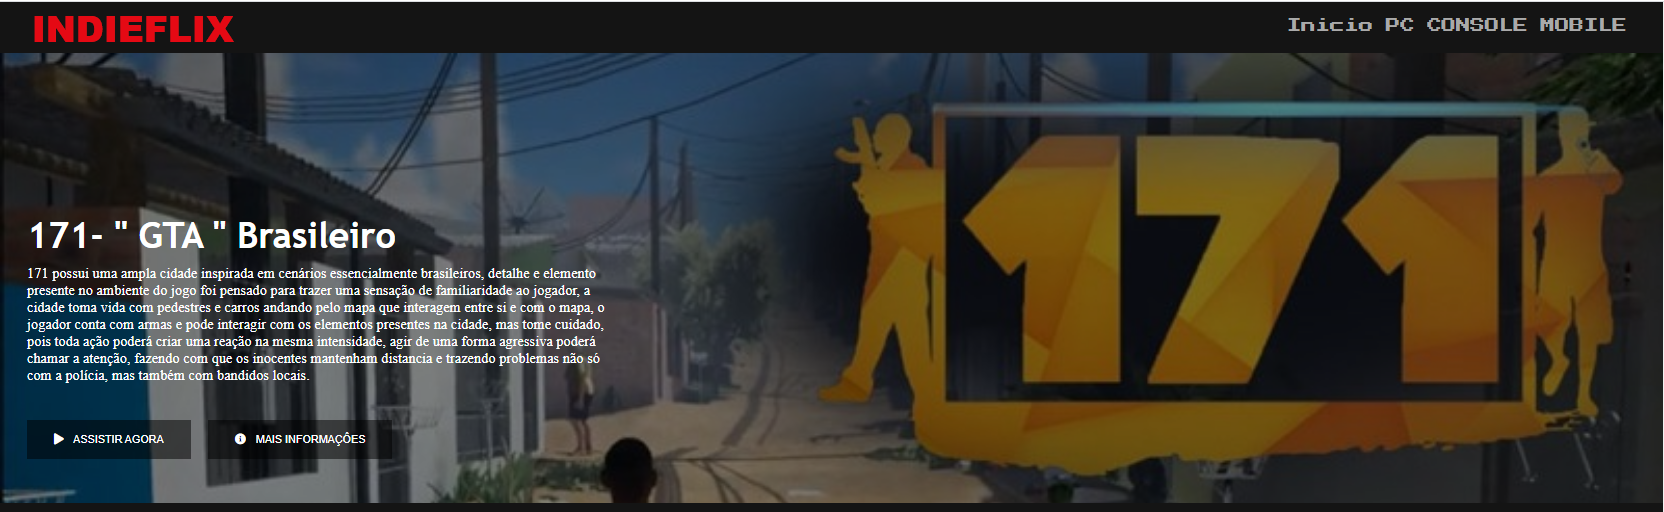 INDIEFLIX
Inicio PC CONSOLE MOBILE
171
171- " GTA " Brasileiro
171 possui uma ampla cidade inspirada em cenários essencialmente brasileiros, detalhe e elemento
presente no ambiente do jogo foi pensado para trazer uma sensação de familiaridade ao jogador, a
cidade toma vida com pedestres e carros andando pelo mapa que interagem entre si e com o mapa, o
jogador conta com armas e pode interagir com os elementos presentes na cidade, mas tome cuidado,
pois toda ação poderá criar uma reação na mesma intensidade, agir de uma forma agressiva poderá
chamar a atenção, fazendo com que os inocentes mantenham distancia e trazendo problemas não só
com a polícia, mas também com bandidos locais.
ASSISTIR AGORA
MAIS INFORMAÇÔES